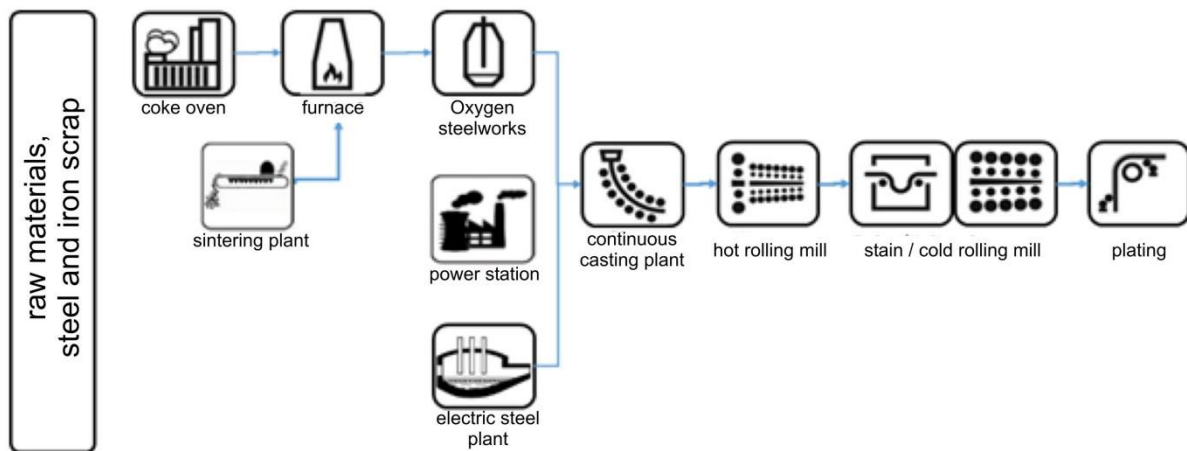 raw materials,
steel and iron scrap
coke oven
furnace
Oxygen
steelworks
sintering plant
power station
electric steel
plant
continuous
casting plant
hot rolling mill
stain / cold rolling mill
plating